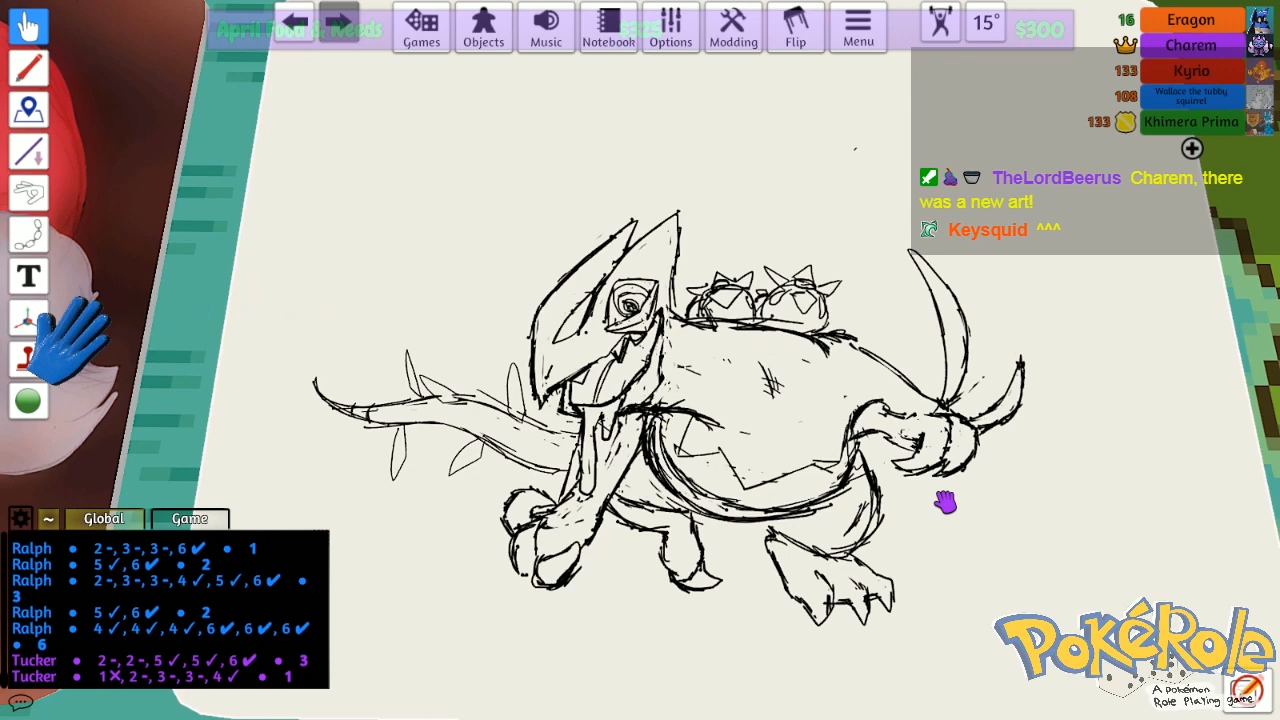 April Food & Needs
$325
$300
Games
Objects
Music
Notebook
Options
Modding
Flip
Menu
15°
16 Eragon
Charem
133 Kyrio
108 Wallace the tubby squirrel
133 Khimera Prima
TheLordBeerus Charem, there
was a new art!
Keysquid ^^^
T
~ Global Game
Ralph • 2 -, 3 -, 3 -, 6 ✔ • 1
Ralph • 5 ✓, 6 ✔ • 2
Ralph • 2 -, 3 -, 3 -, 4 ✓, 5 ✓, 6 ✔ •
3
Ralph • 5 ✓, 6 ✔ • 2
Ralph • 4 ✓, 4 ✓, 4 ✓, 6 ✔, 6 ✔, 6 ✔
• 6
Tucker • 2 -, 2 -, 5 ✓, 5 ✓, 6 ✔ • 3
Tucker • 1 ✕, 2 -, 3 -, 3 -, 4 ✓ • 1
PokéRole
A pokémon
Role playing game